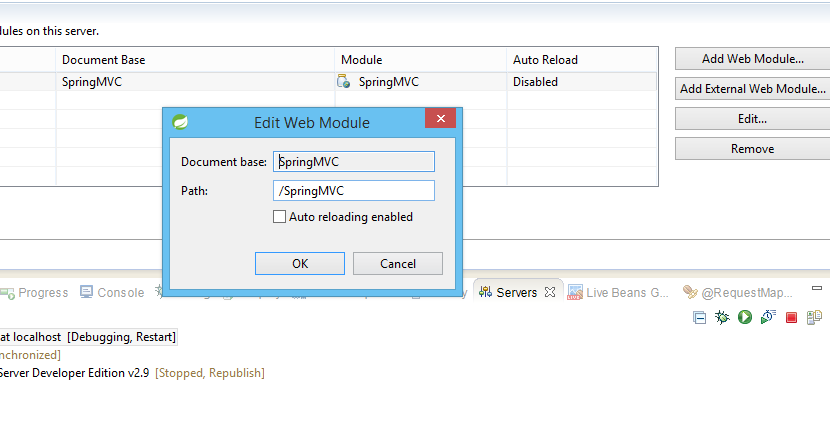 dules on this server.
Document Base Module Auto Reload
SpringMVC SpringMVC Disabled
Add Web Module...
Add External Web Module...
Edit...
Remove
Edit Web Module
Document base: SpringMVC
Path: /SpringMVC
Auto reloading enabled
OK Cancel
Progress Console Servers Live Beans G... @RequestMap...
at localhost [Debugging, Restart]
nchronized]
Server Developer Edition v2.9 [Stopped, Republish]